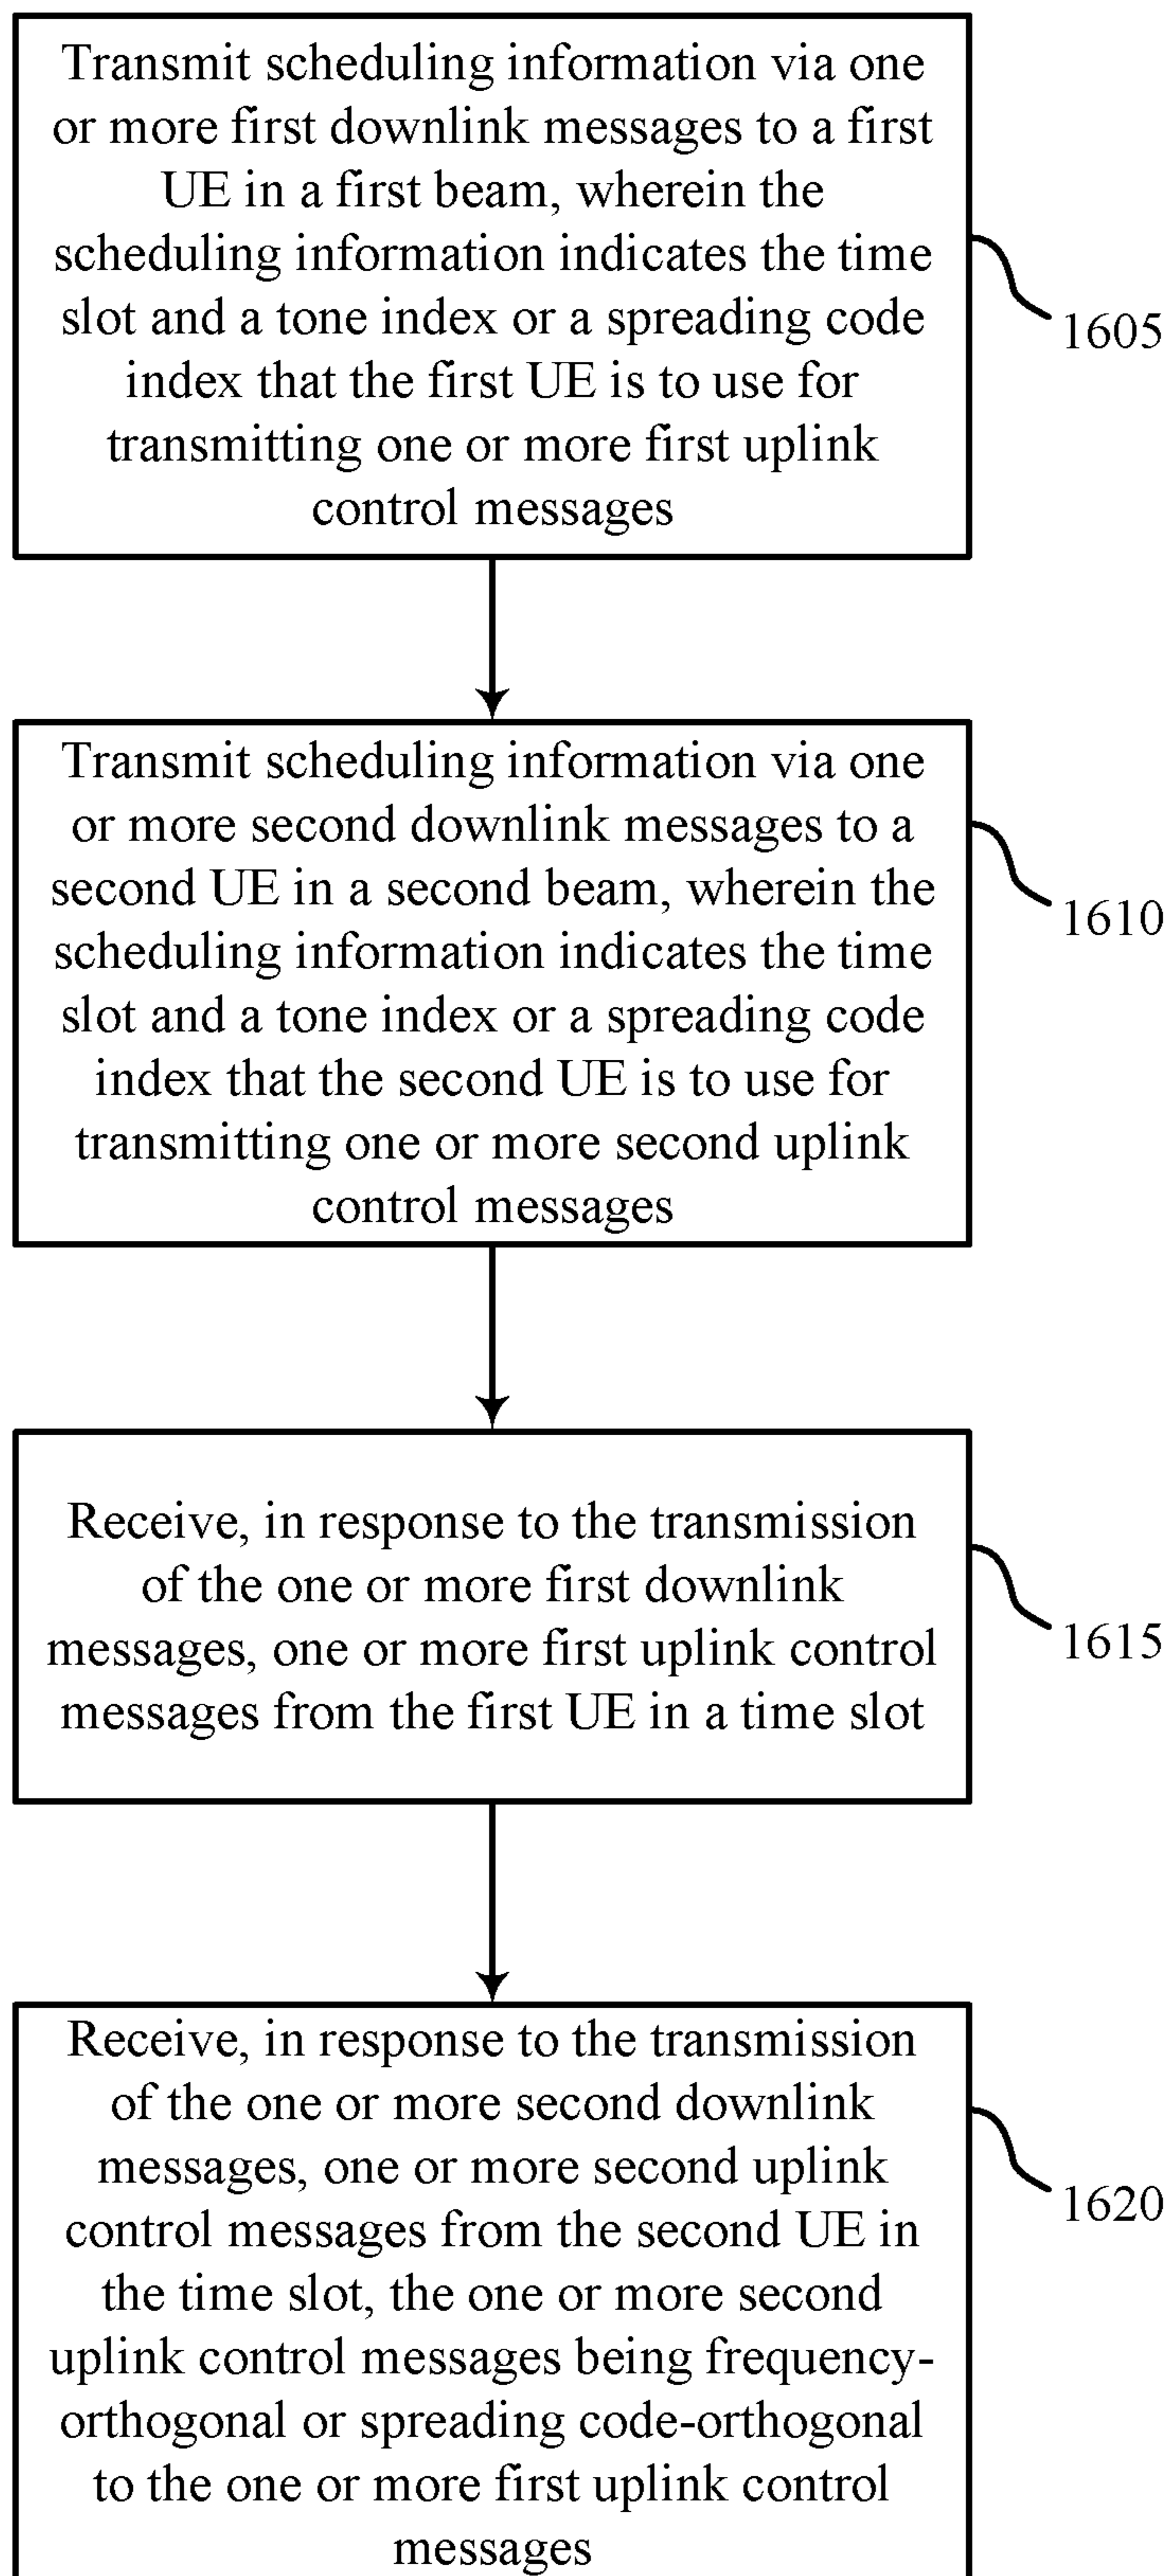 Transmit scheduling information via one
or more first downlink messages to a first
UE in a first beam, wherein the
scheduling information indicates the time
slot and a tone index or a spreading code
index that the first UE is to use for
transmitting one or more first uplink
control messages
1605
Transmit scheduling information via one
or more second downlink messages to a
second UE in a second beam, wherein the
scheduling information indicates the time
slot and a tone index or a spreading code
index that the second UE is to use for
transmitting one or more second uplink
control messages
1610
Receive, in response to the transmission
of the one or more first downlink
messages, one or more first uplink control
messages from the first UE in a time slot
1615
Receive, in response to the transmission
of the one or more second downlink
messages, one or more second uplink
control messages from the second UE in
the time slot, the one or more second
uplink control messages being frequency-
orthogonal or spreading code-orthogonal
to the one or more first uplink control
messages
1620